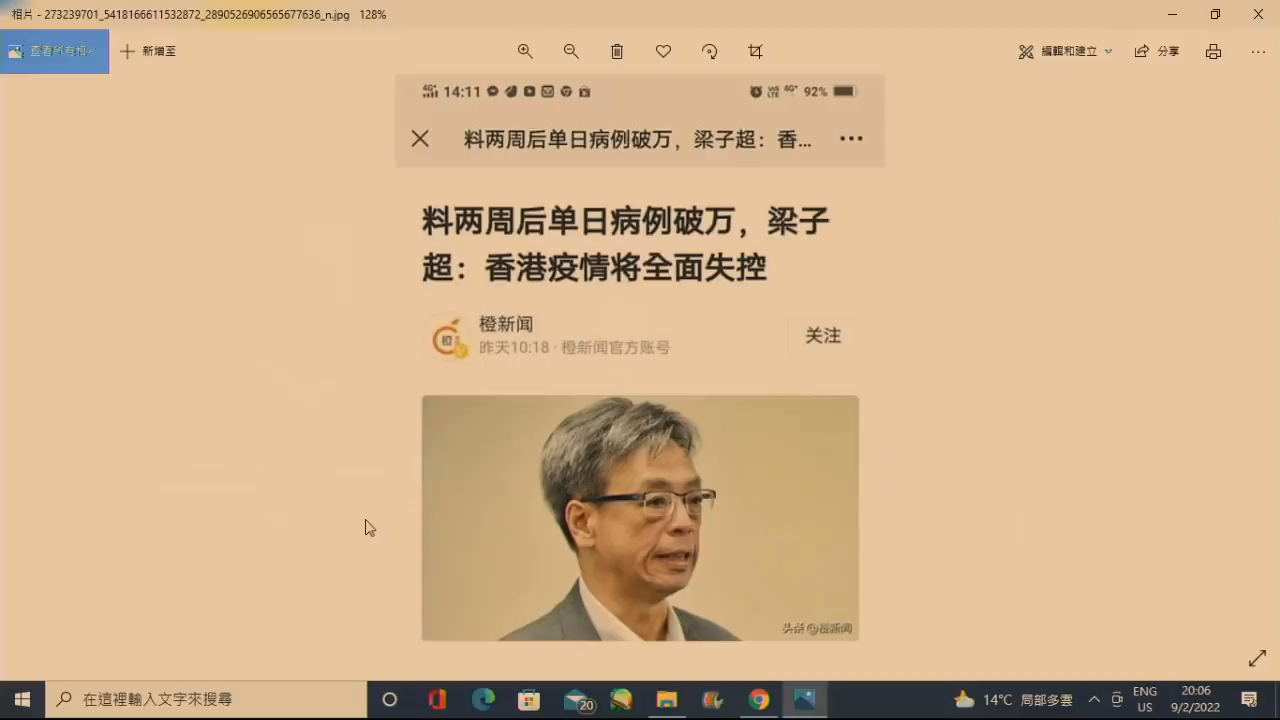 相片 - 273239701_5418166611532872_2890526906565677636_n.jpg 128%
查看所有相片
新增至
編輯和建立
分享
4G+ 14:11
VoLTE 4G+ 92%
料两周后单日病例破万，梁子超：香...
料两周后单日病例破万，梁子
超：香港疫情将全面失控
橙新闻
昨天10:18 · 橙新闻官方账号
关注
头条@橙新闻
在這裡輸入文字來搜尋
20
14°C 局部多雲
ENG
US
20:06
9/2/2022